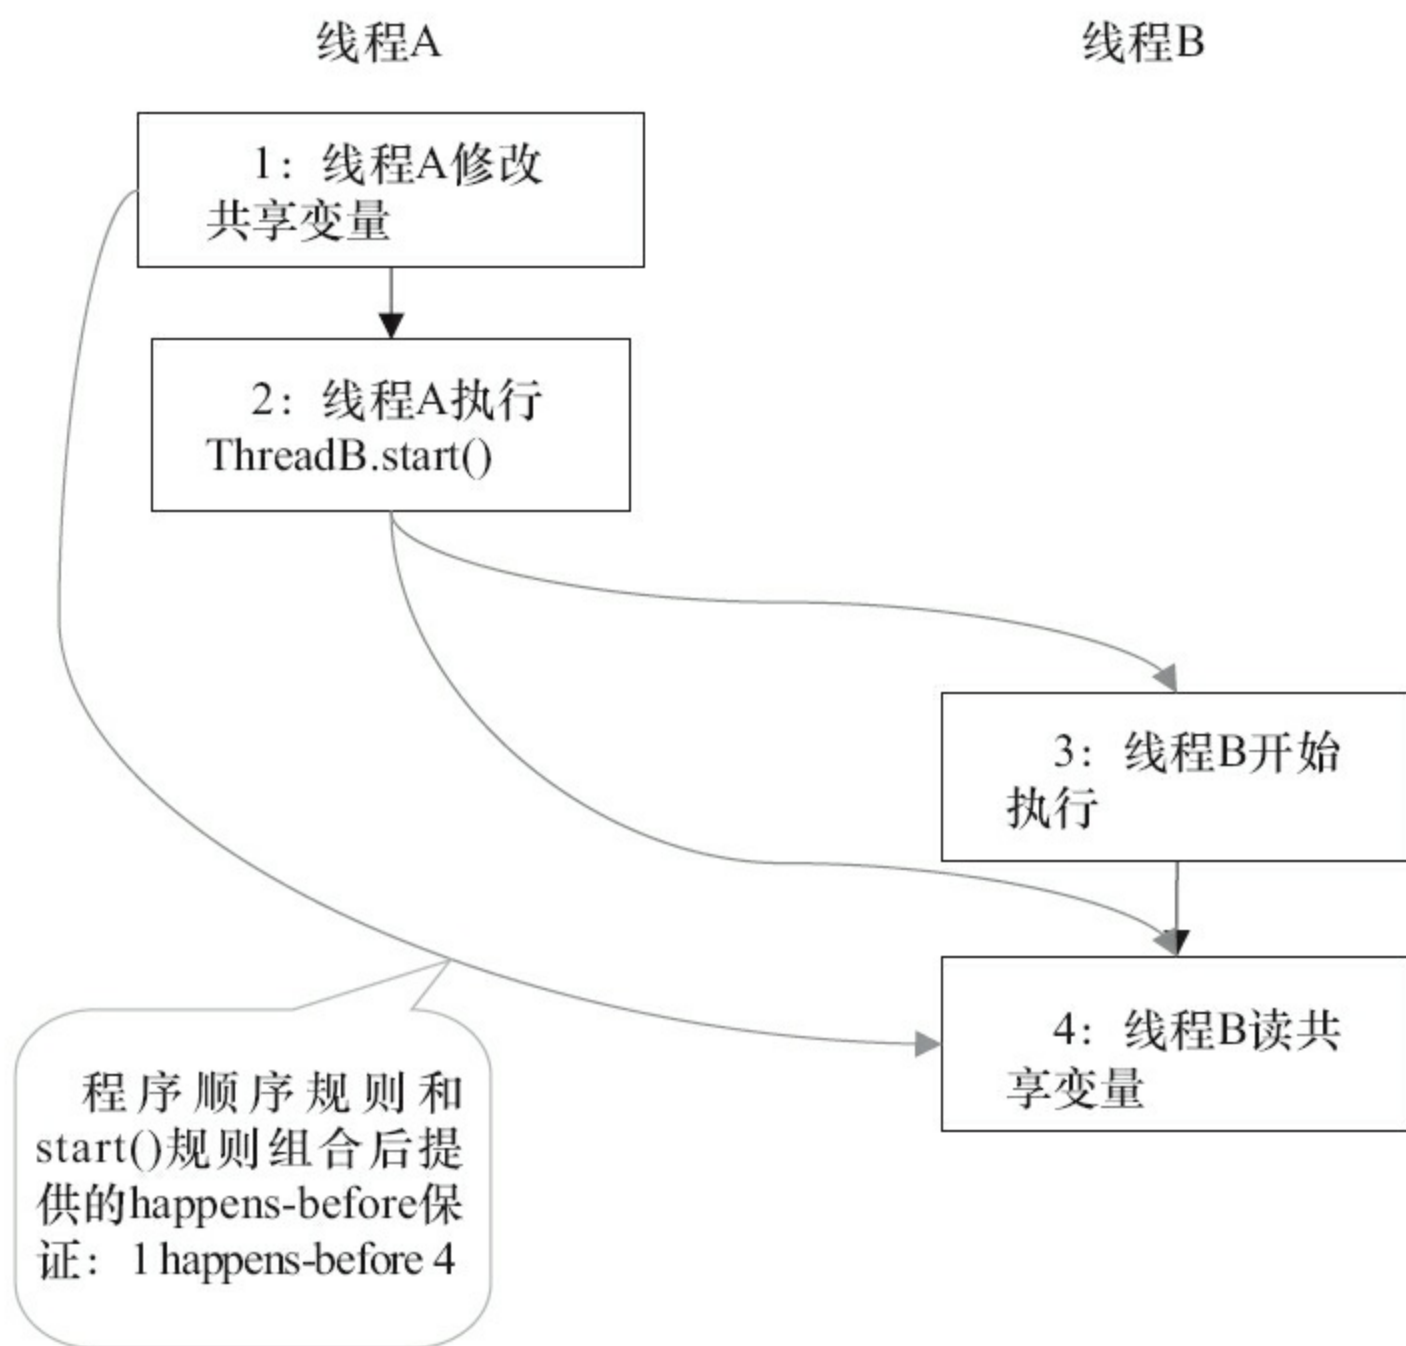 线程A
线程B
1：线程A修改
共享变量
2：线程A执行
ThreadB.start()
3：线程B开始
执行
4：线程B读共
享变量
程序顺序规则和
start()规则组合后提
供的happens-before保
证：1 happens-before 4